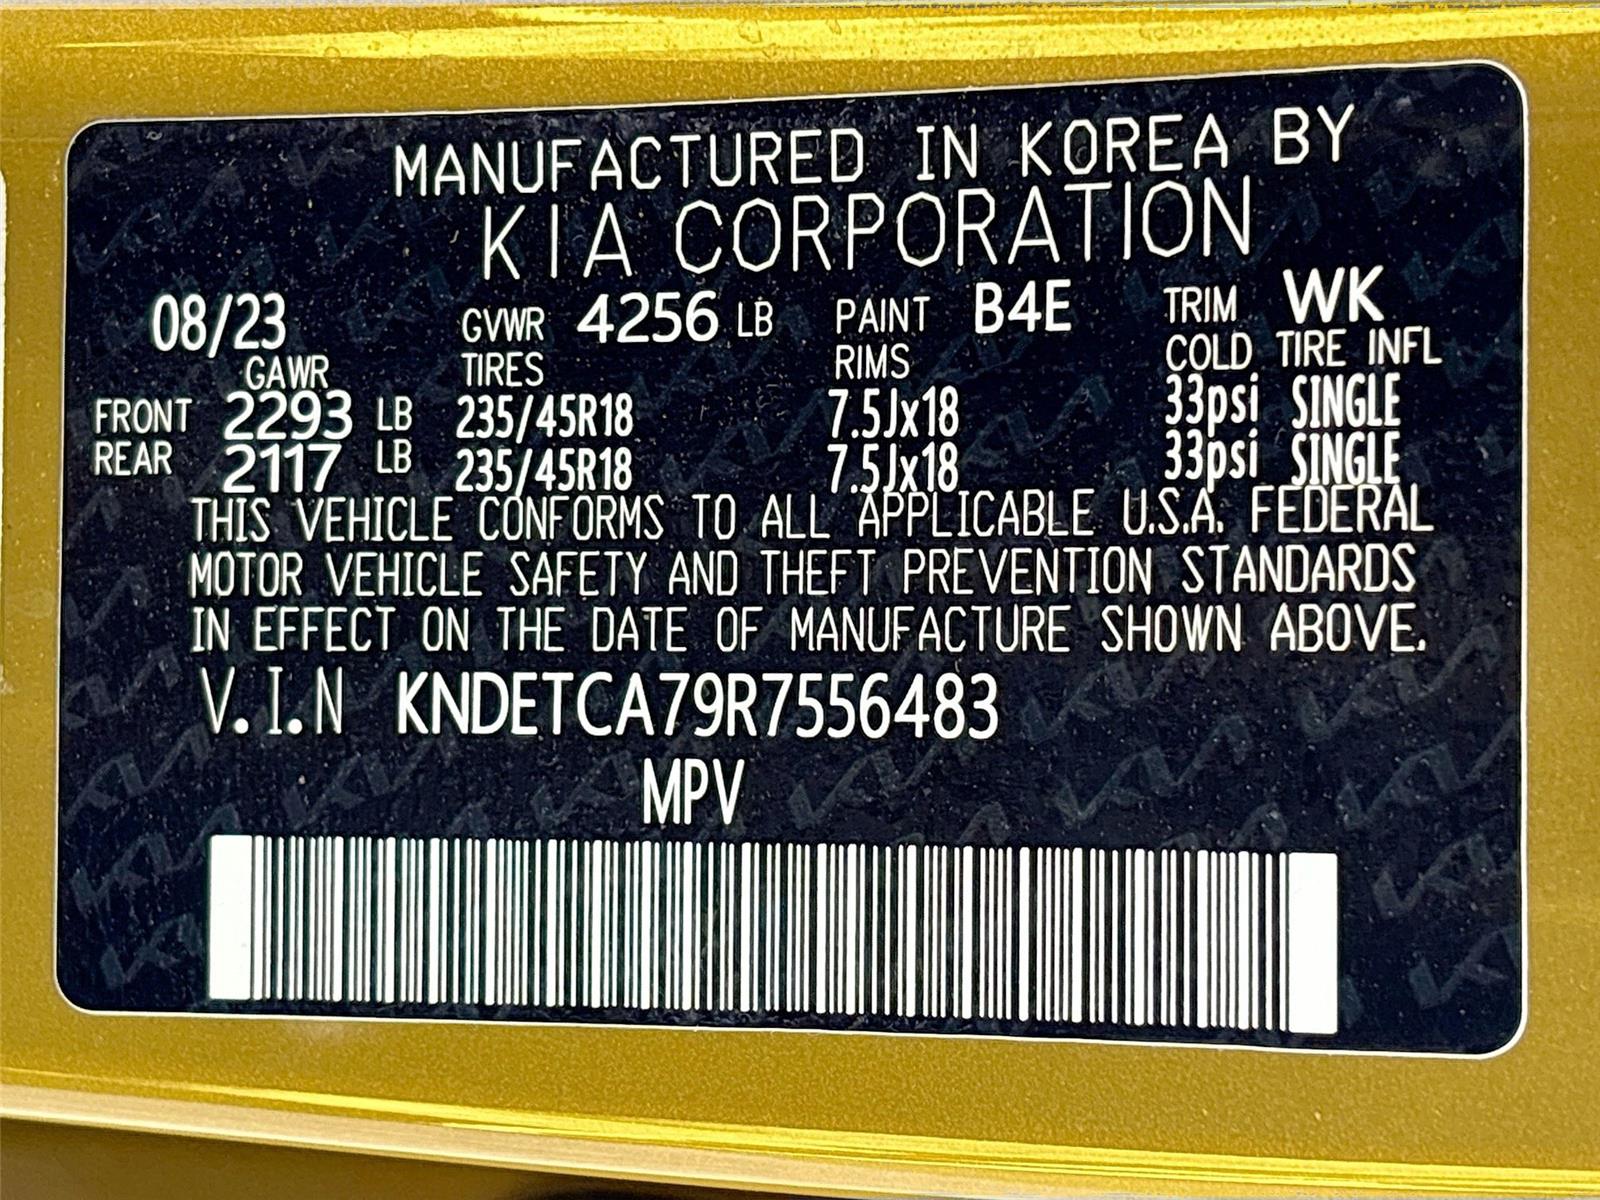 MANUFACTURED IN KOREA BY
KIA CORPORATION
08/23 GVWR 4256 LB PAINT B4E TRIM WK
GAWR TIRES RIMS COLD TIRE INFL
FRONT 2293 LB 235/45R18 7.5Jx18 33psi SINGLE
REAR 2117 LB 235/45R18 7.5Jx18 33psi SINGLE
THIS VEHICLE CONFORMS TO ALL APPLICABLE U.S.A. FEDERAL
MOTOR VEHICLE SAFETY AND THEFT PREVENTION STANDARDS
IN EFFECT ON THE DATE OF MANUFACTURE SHOWN ABOVE.
V.I.N KNDETCA79R7556483
MPV